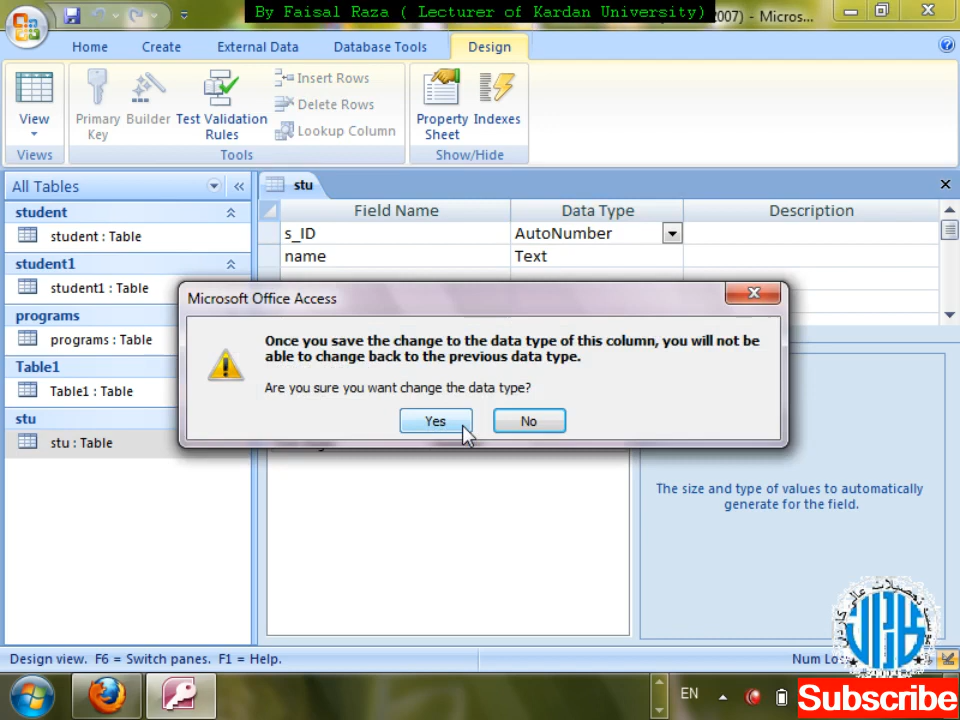 By Faisal Raza ( Lecturer of Kardan University)
2007) - Micros...
Home
Create
External Data
Database Tools
Design
View
Primary Key
Builder
Test Validation Rules
Insert Rows
Delete Rows
Lookup Column
Property Sheet
Indexes
Views
Tools
Show/Hide
All Tables
stu
student
student : Table
student1
student1 : Table
programs
programs : Table
Table1
Table1 : Table
stu
stu : Table
Field Name
Data Type
Description
s_ID
AutoNumber
name
Text
Microsoft Office Access
Once you save the change to the data type of this column, you will not be
able to change back to the previous data type.
Are you sure you want change the data type?
Yes
No
The size and type of values to automatically
generate for the field.
Design view. F6 = Switch panes. F1 = Help.
Num Lo
EN
Subscribe